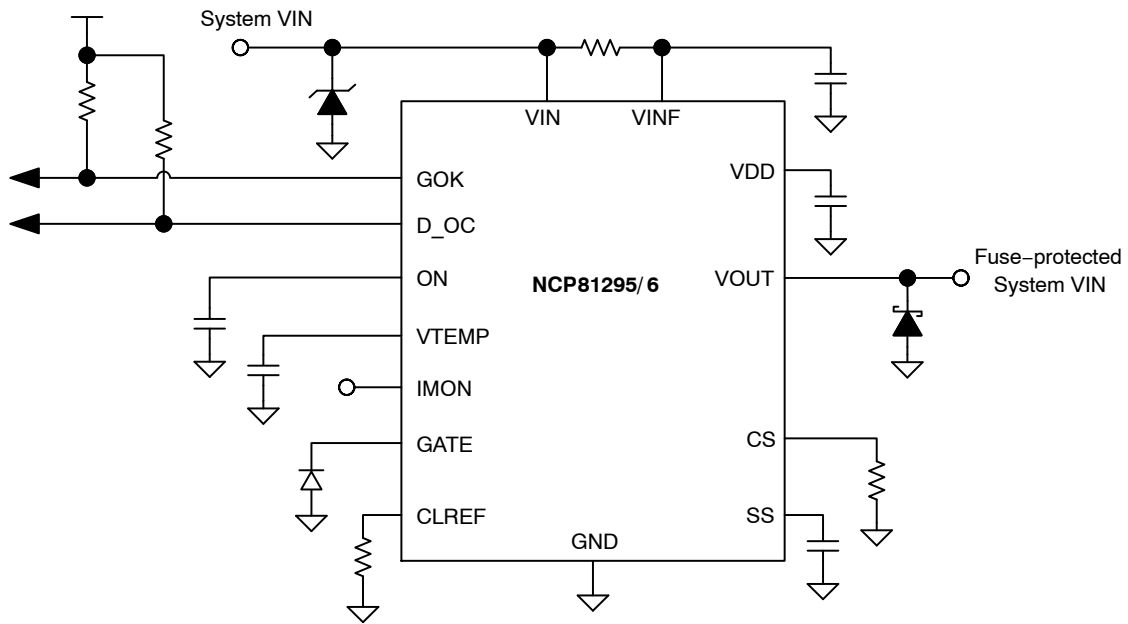 System VIN
VIN
VINF
GOK
D_OC
ON
VTEMP
IMON
GATE
CLREF
NCP81295/6
GND
VDD
VOUT
CS
SS
Fuse−protected
System VIN